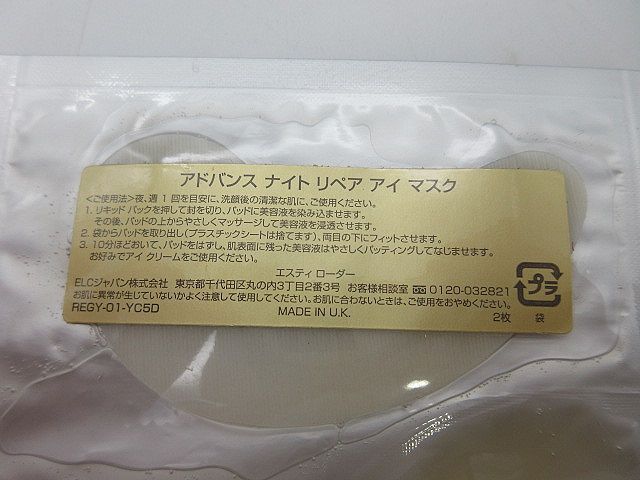 アドバンス ナイト リペア アイ マスク
<ご使用法>夜、週1回を目安に、洗顔後の清潔な肌に、ご使用ください。
1. リキッド パックを押して封を切り、パッドに美容液を染み込ませます。
その後、パッドの上からやさしくマッサージして美容液を浸透させます。
2. 袋からパッドを取り出し(プラスチックシートは捨てます)、両目の下にフィットさせます。
3. 10分ほどおいて、パッドをはずし、肌表面に残った美容液はやさしくパッティングしてなじませます。
お好みでアイ クリームをご使用ください。
エスティ ローダー
ELCジャパン株式会社 東京都千代田区丸の内3丁目2番3号 お客様相談室 0120-032821
お肌に異常が生じていないかよく注意して使用してください。お肌に合わないときは、ご使用をおやめください。
REGY-01-YC5D MADE IN U.K. 2枚 袋
プラ